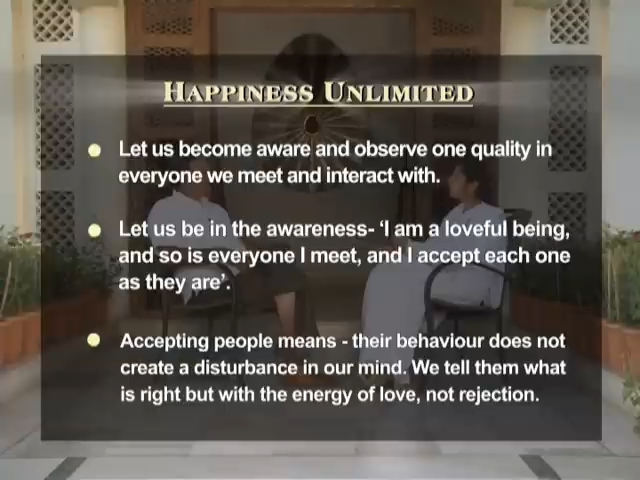 HAPPINESS UNLIMITED
Let us become aware and observe one quality in
everyone we meet and interact with.
Let us be in the awareness- ‘I am a loveful being,
and so is everyone I meet, and I accept each one
as they are’.
Accepting people means - their behaviour does not
create a disturbance in our mind. We tell them what
is right but with the energy of love, not rejection.